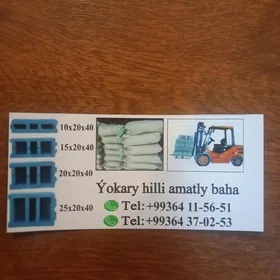 10x20x40
15x20x40
20x20x40
25x20x40
Ýokary hilli amatly baha
Tel:+99364 11-56-51
Tel:+99364 37-02-53